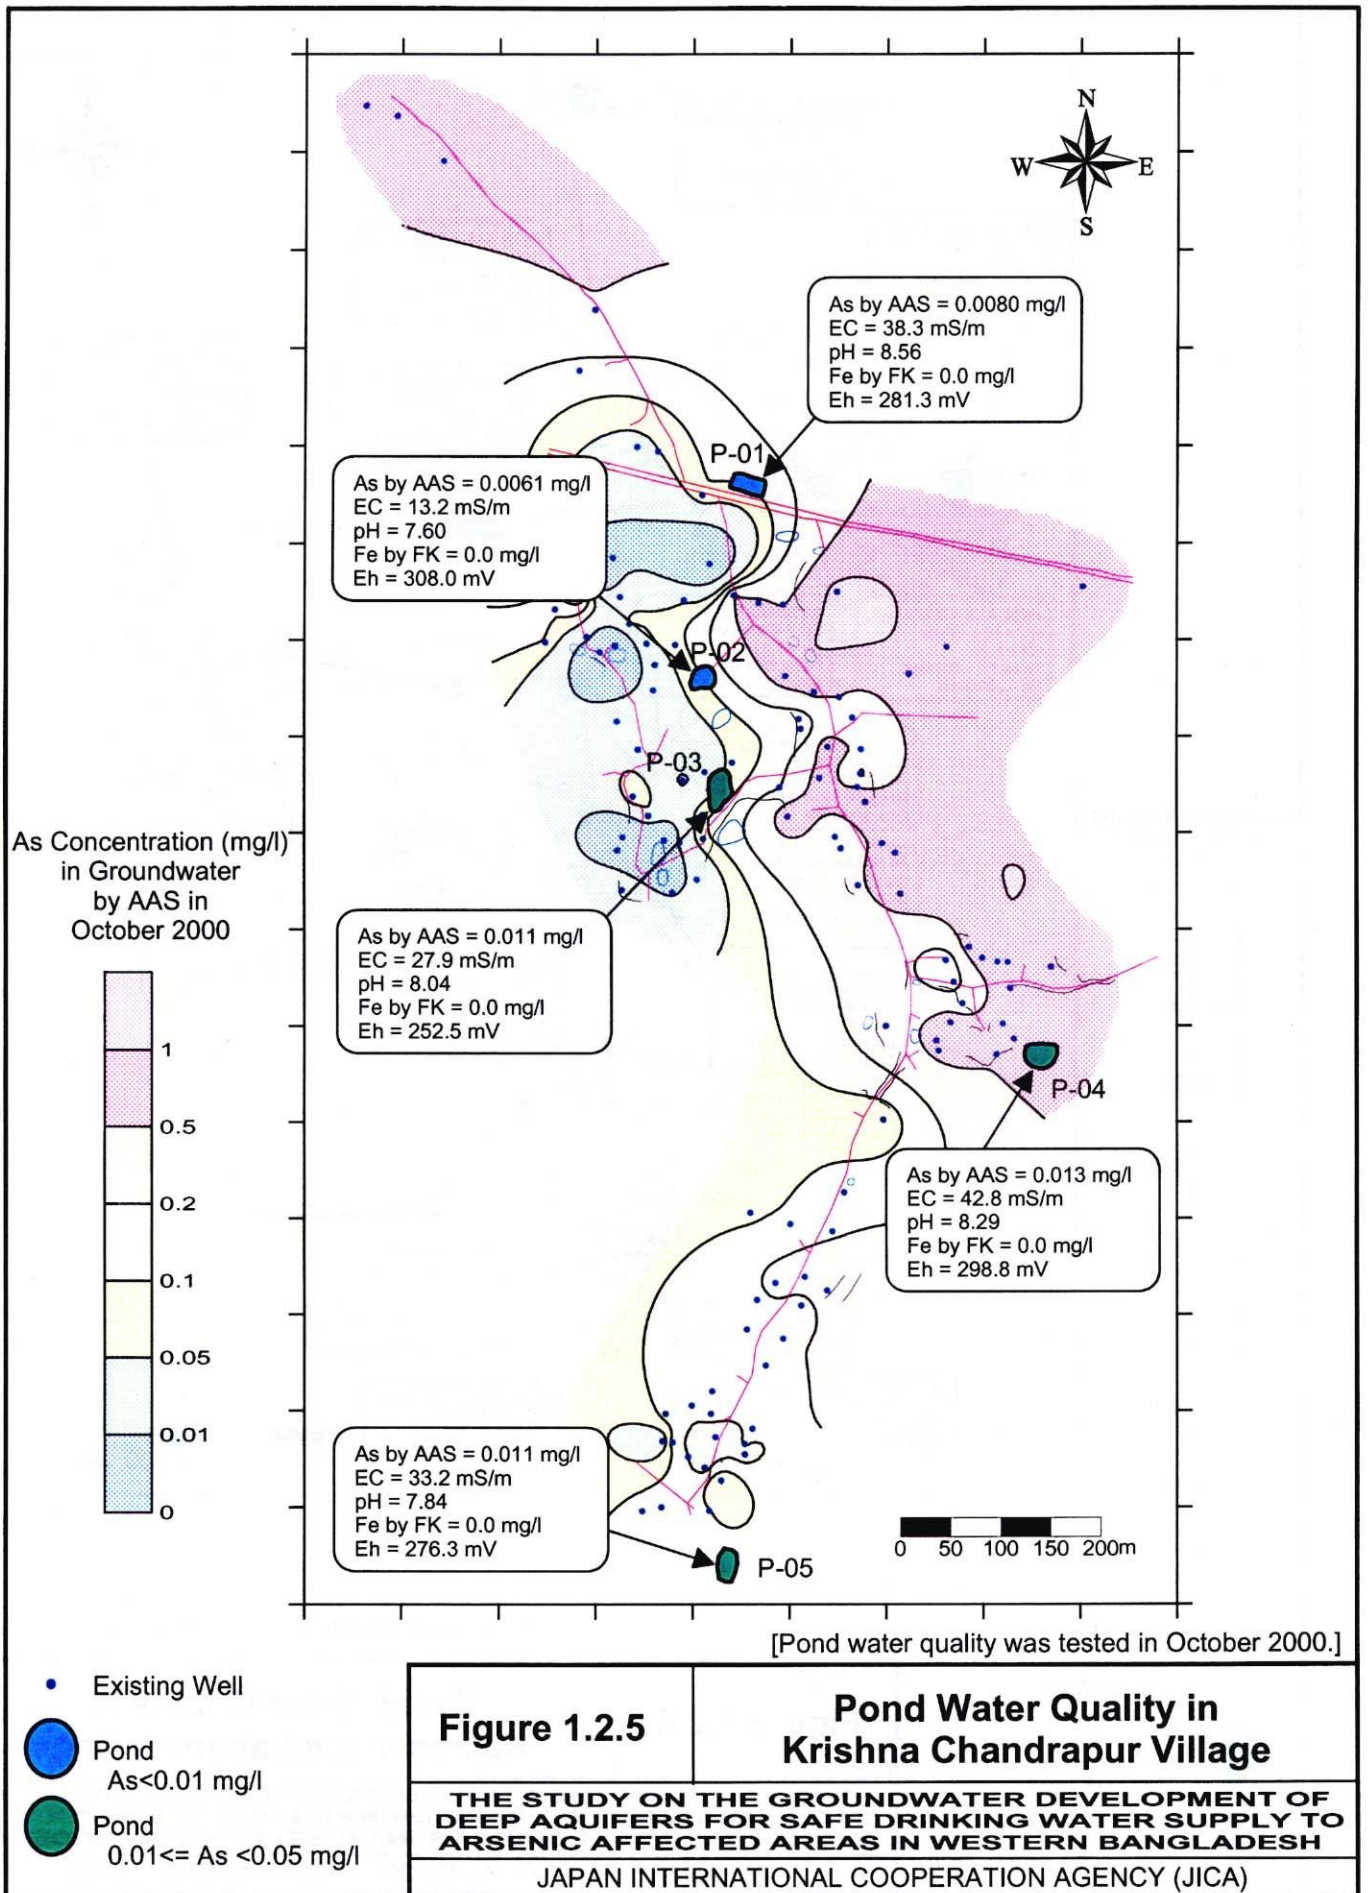 N
W
E
S
As by AAS = 0.0080 mg/l
EC = 38.3 mS/m
pH = 8.56
Fe by FK = 0.0 mg/l
Eh = 281.3 mV
P-01
As by AAS = 0.0061 mg/l
EC = 13.2 mS/m
pH = 7.60
Fe by FK = 0.0 mg/l
Eh = 308.0 mV
P-02
P-03
As Concentration (mg/l)
in Groundwater
by AAS in
October 2000
1
0.5
0.2
0.1
0.05
0.01
0
As by AAS = 0.011 mg/l
EC = 27.9 mS/m
pH = 8.04
Fe by FK = 0.0 mg/l
Eh = 252.5 mV
P-04
As by AAS = 0.013 mg/l
EC = 42.8 mS/m
pH = 8.29
Fe by FK = 0.0 mg/l
Eh = 298.8 mV
As by AAS = 0.011 mg/l
EC = 33.2 mS/m
pH = 7.84
Fe by FK = 0.0 mg/l
Eh = 276.3 mV
P-05
0 50 100 150 200m
[Pond water quality was tested in October 2000.]
Existing Well
Pond
As<0.01 mg/l
Pond
0.01<= As <0.05 mg/l
Figure 1.2.5
Pond Water Quality in
Krishna Chandrapur Village
THE STUDY ON THE GROUNDWATER DEVELOPMENT OF
DEEP AQUIFERS FOR SAFE DRINKING WATER SUPPLY TO
ARSENIC AFFECTED AREAS IN WESTERN BANGLADESH
JAPAN INTERNATIONAL COOPERATION AGENCY (JICA)